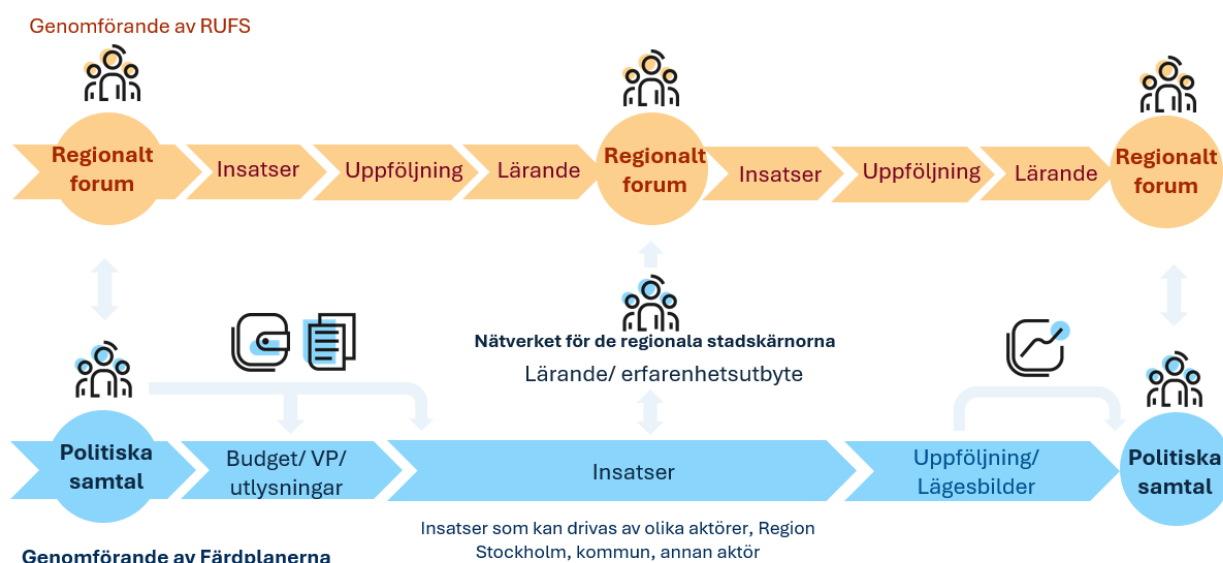 Genomförande av RUFS
Regionalt
forum
Insatser
Uppföljning
Lärande
Regionalt
forum
Insatser
Uppföljning
Lärande
Regionalt
forum
Nätverket för de regionala stadskärnorna
Lärande/ erfarenhetsutbyte
Politiska
samtal
Budget/ VP/
utlysningar
Insatser
Uppföljning/
Lägesbilder
Politiska
samtal
Insatser som kan drivas av olika aktörer, Region
Stockholm, kommun, annan aktör
Genomförande av Färdplanerna